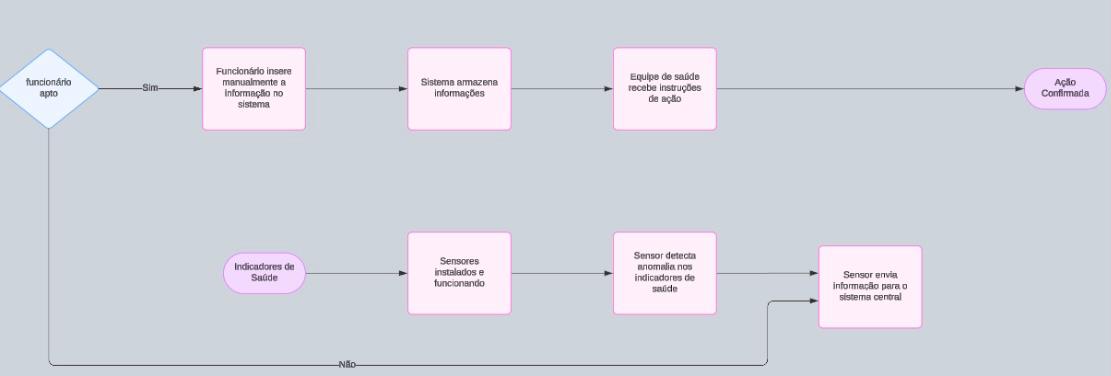 funcionário
apto
Sim
Funcionário insere
manualmente a
informação no
sistema
Sistema armazena
informações
Equipe de saúde
recebe instruções
de ação
Ação
Confirmada
Indicadores de
Saúde
Sensores
instalados e
funcionando
Sensor detecta
anomalia nos
indicadores de
saúde
Sensor envia
informação para o
sistema central
Não